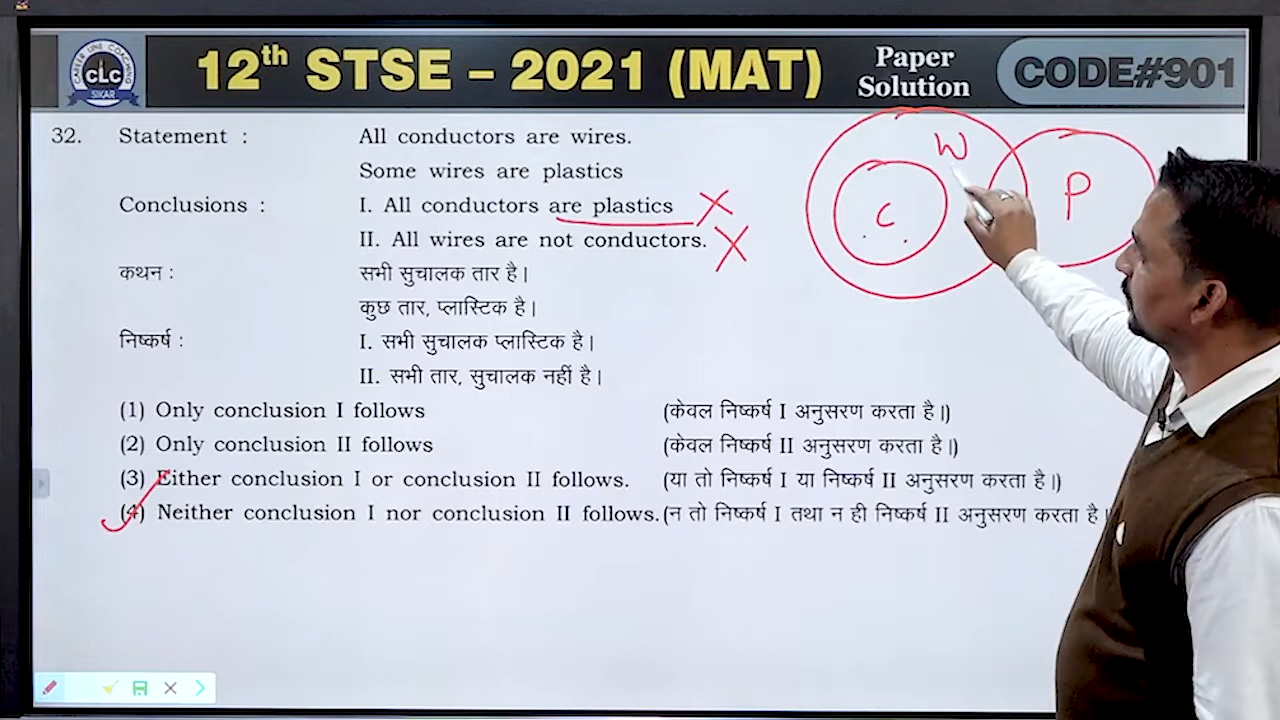 CAREER LINE COACHING
CLC
SIKAR
12th STSE – 2021 (MAT)
Paper Solution
CODE#901
32. Statement : All conductors are wires.
Some wires are plastics
Conclusions : I. All conductors are plastics
II. All wires are not conductors.
कथन : सभी सुचालक तार है।
कुछ तार, प्लास्टिक है।
निष्कर्ष : I. सभी सुचालक प्लास्टिक है।
II. सभी तार, सुचालक नहीं है।
(1) Only conclusion I follows (केवल निष्कर्ष I अनुसरण करता है।)
(2) Only conclusion II follows (केवल निष्कर्ष II अनुसरण करता है।)
(3) Either conclusion I or conclusion II follows. (या तो निष्कर्ष I या निष्कर्ष II अनुसरण करता है।)
(4) Neither conclusion I nor conclusion II follows. (न तो निष्कर्ष I तथा न ही निष्कर्ष II अनुसरण करता है।
W
C
P